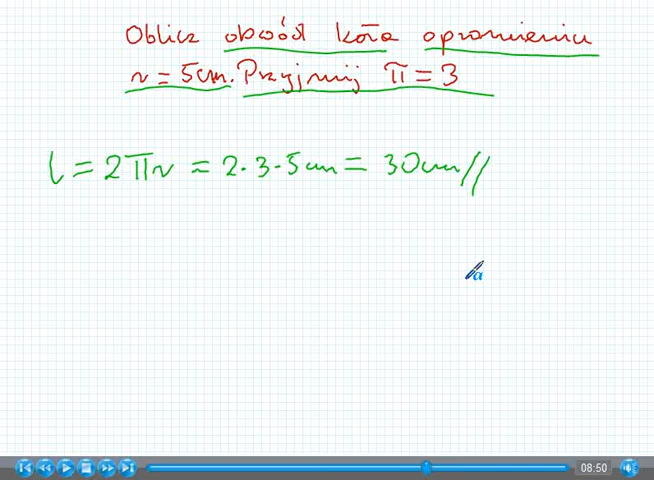 Oblicz obwód koła o promieniu
r = 5cm. Przyjmij π = 3
l = 2πr = 2·3·5cm = 30cm//
08:50